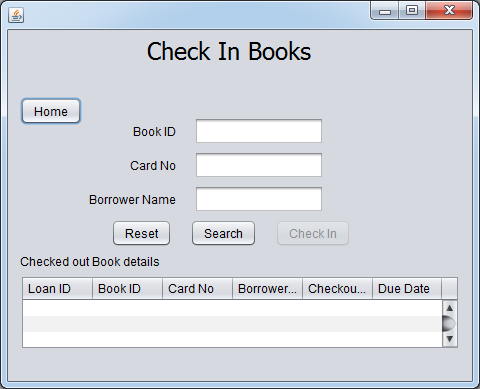 Check In Books
Home
Book ID
Card No
Borrower Name
Reset Search Check In
Checked out Book details
Loan ID Book ID Card No Borrower... Checkou... Due Date